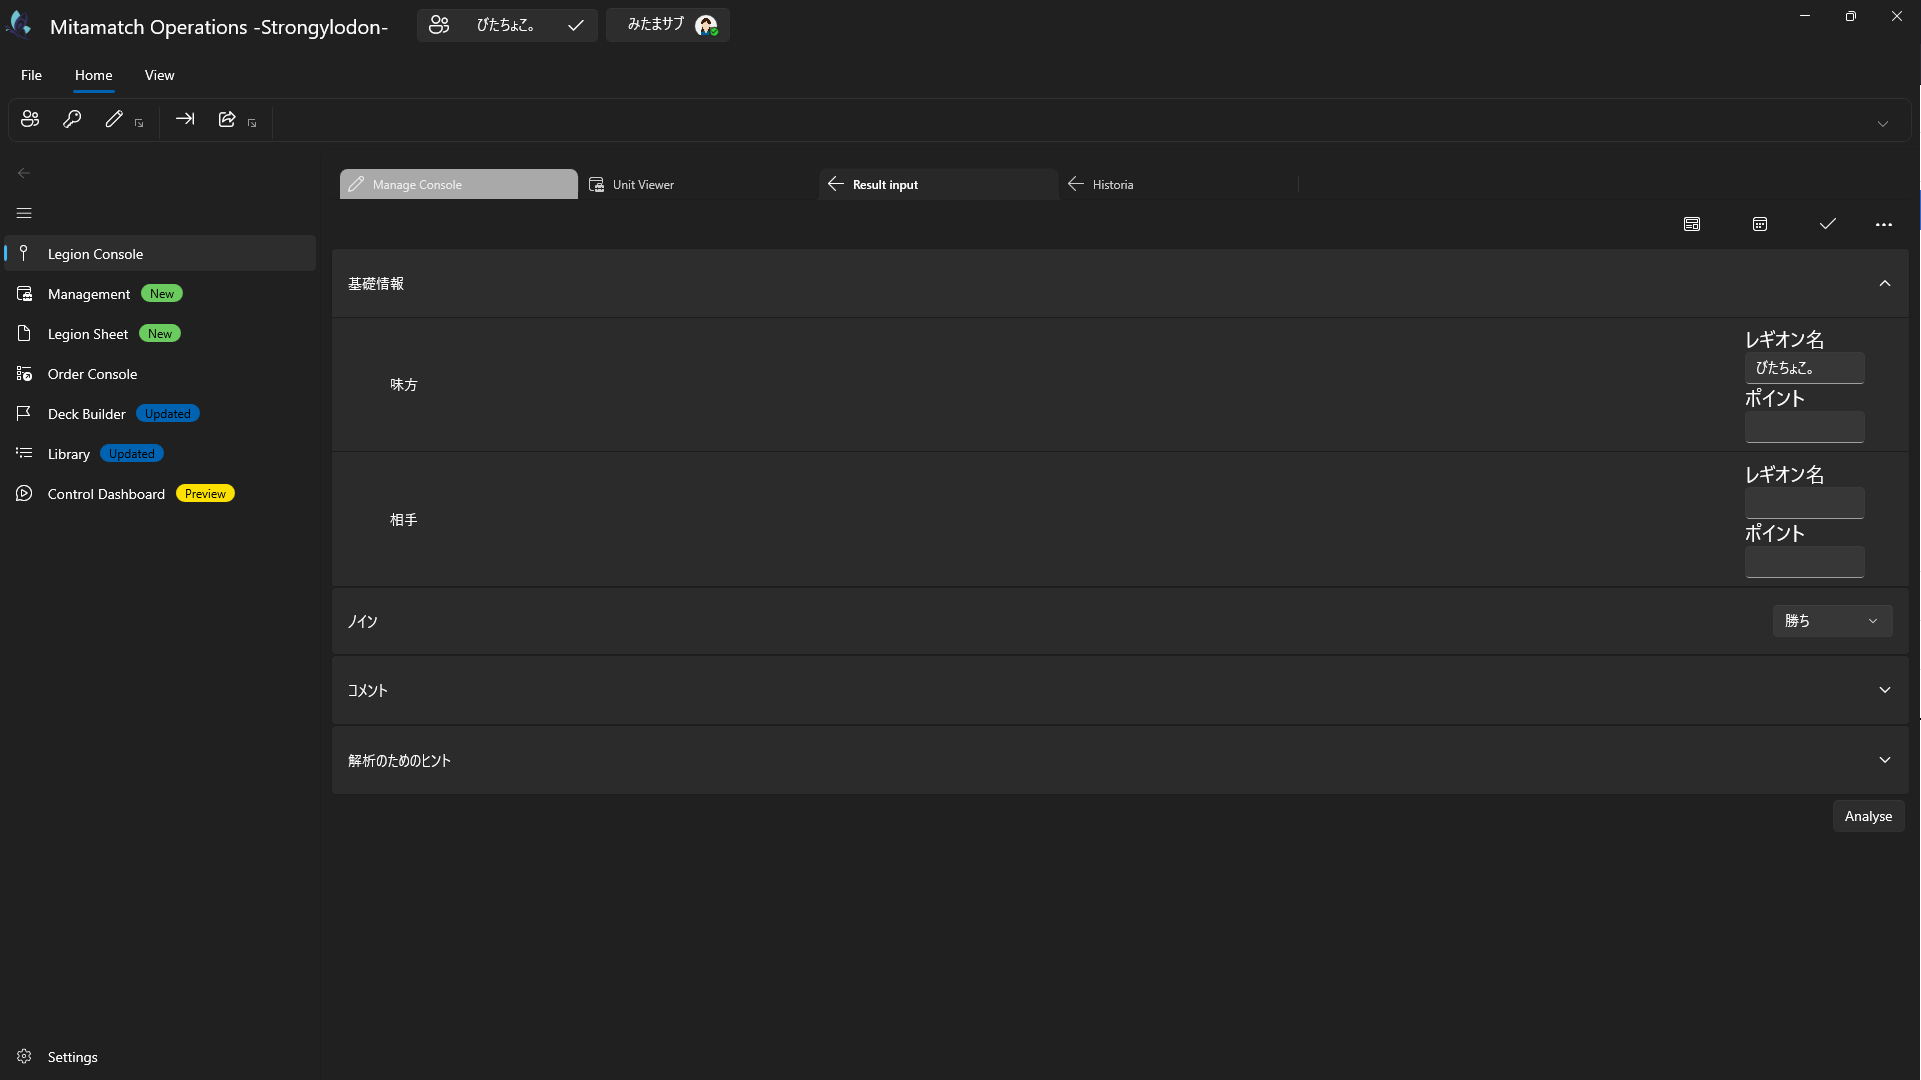 Mitamatch Operations -Strongylodon-
びたちょこ。
みたまサブ
File Home View
Manage Console
Unit Viewer
Result input
Historia
Legion Console
Management New
Legion Sheet New
Order Console
Deck Builder Updated
Library Updated
Control Dashboard Preview
Settings
基礎情報
味方
レギオン名
びたちょこ。
ポイント
相手
レギオン名
ポイント
ノイン
勝ち
コメント
解析のためのヒント
Analyse